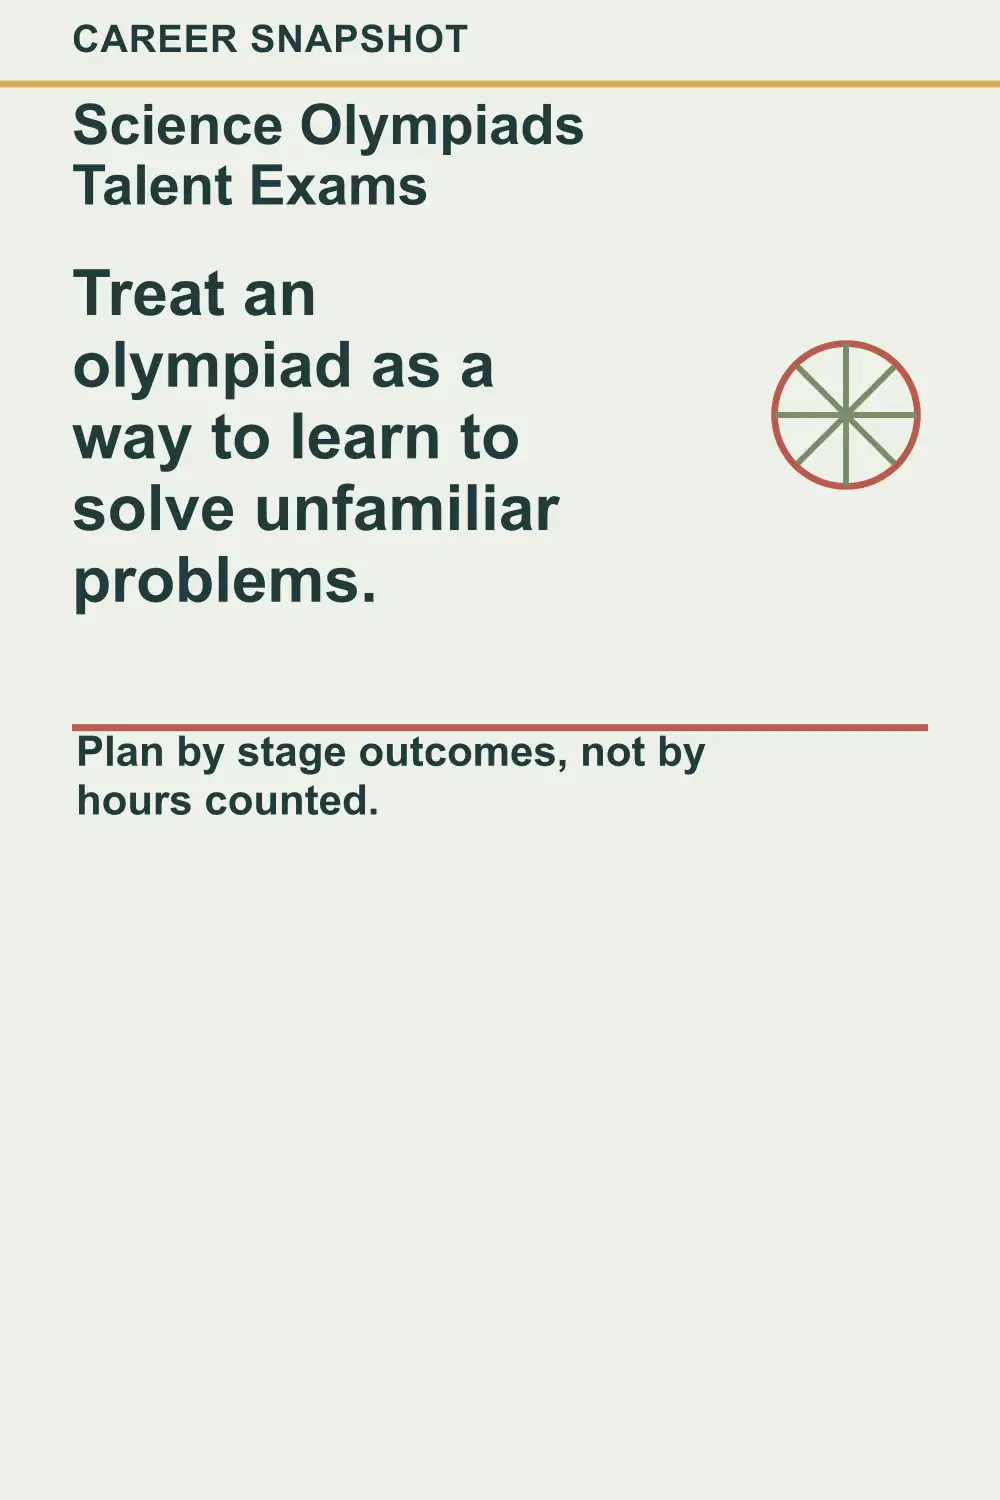 CAREER SNAPSHOT
Science Olympiads
Talent Exams
Treat an
olympiad as a
way to learn to
solve unfamiliar
problems.
Plan by stage outcomes, not by
hours counted.